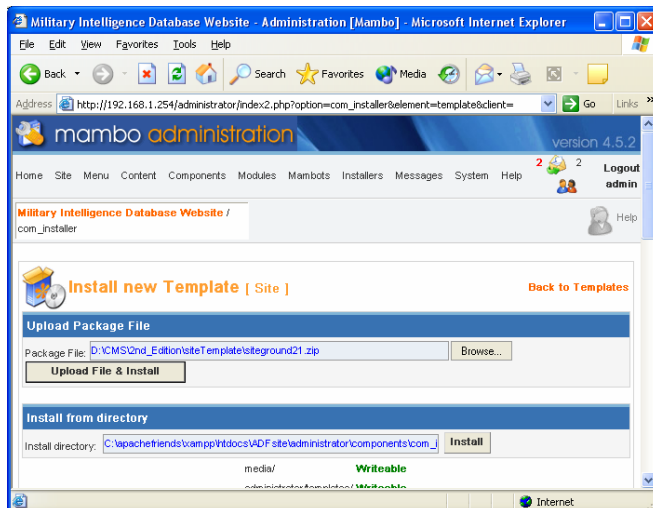 Military Intelligence Database Website - Administration [Mambo] - Microsoft Internet Explorer
File Edit View Favorites Tools Help
Back Search Favorites Media
Address http://192.168.1.254/administrator/index2.php?option=com_installer&element=template&client= Go Links »
mambo administration
version 4.5.2
Home Site Menu Content Components Modules Mambots Installers Messages System Help 2 2 Logout
admin
Military Intelligence Database Website /
com_installer
Help
Install new Template [ Site ] Back to Templates
Upload Package File
Package File: D:\CMS\2nd_Edition\siteTemplate\siteground21.zip Browse...
Upload File & Install
Install from directory
Install directory: C:\apachefriends\xampp\htdocs\ADFsite\administrator\components\com_i Install
media/ Writeable
administrator/templates/ Writeable
Internet